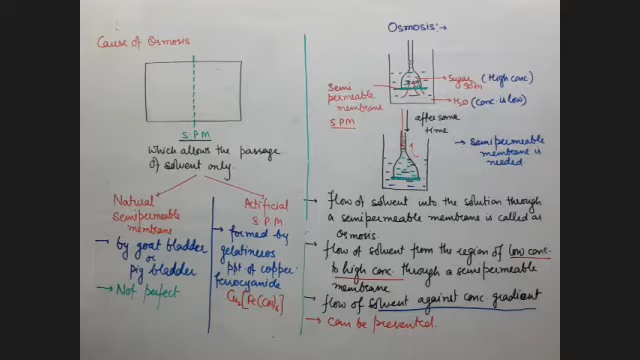 Cause of Osmosis
S.P.M
which allows the passage
of solvent only.
Natural
semipermeable
membrane
→ by goat bladder
or
pig bladder
→ Not perfect
Artificial
S.P.M.
→ formed by
gelatineos
ppt of copper
ferrocyanide
Cu2[Fe(CN)6]
Osmosis:→
Semi
permeable
membrane
S PM
Sugar
soln
(High conc)
H2O (conc is low)
after some
time
→ semipermeable
membrane is
needed
→ flow of solvent into the solution through
a semipermeable membrane is called as
Osmosis.
→ flow of solvent from the region of low conc.
to high conc. through a semipermeable
membrane
→ flow of solvent against conc. gradient
→ can be prevented.